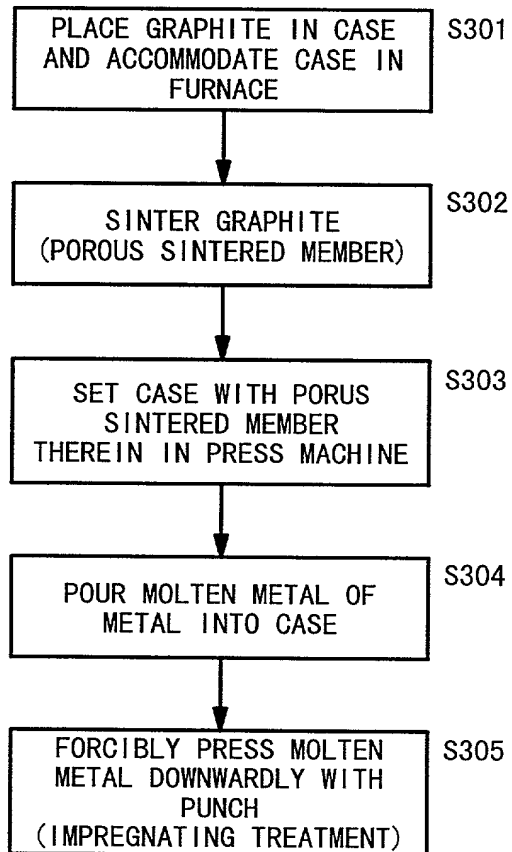 PLACE GRAPHITE IN CASE
AND ACCOMMODATE CASE IN
FURNACE
S301
SINTER GRAPHITE
(POROUS SINTERED MEMBER)
S302
SET CASE WITH PORUS
SINTERED MEMBER
THEREIN IN PRESS MACHINE
S303
POUR MOLTEN METAL OF
METAL INTO CASE
S304
FORCIBLY PRESS MOLTEN
METAL DOWNWARDLY WITH
PUNCH
(IMPREGNATING TREATMENT)
S305